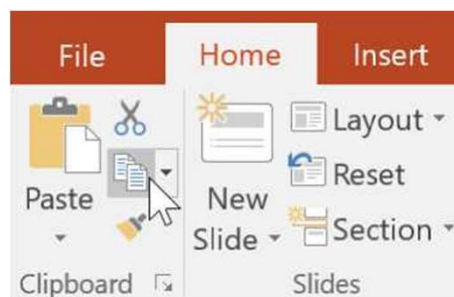 File Home Insert
Layout
Reset
Paste New
Slide Section
Clipboard Slides